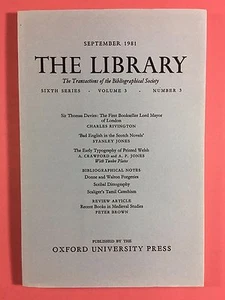 SEPTEMBER 1981
THE LIBRARY
The Transactions of the Bibliographical Society
SIXTH SERIES · VOLUME 3 · NUMBER 3
Sir Thomas Davies: The First Bookseller Lord Mayor
of London
CHARLES RIVINGTON
'Bad English in the Scotch Novels'
STANLEY JONES
The Early Typography of Printed Welsh
A. CRAWFORD and A. P. JONES
With Twelve Plates
BIBLIOGRAPHICAL NOTES
Donne and Walton Forgeries
Scribal Dittography
Scaliger's Tamil Catechism
REVIEW ARTICLE
Recent Books in Medieval Studies
PETER BROWN
PUBLISHED BY THE
OXFORD UNIVERSITY PRESS